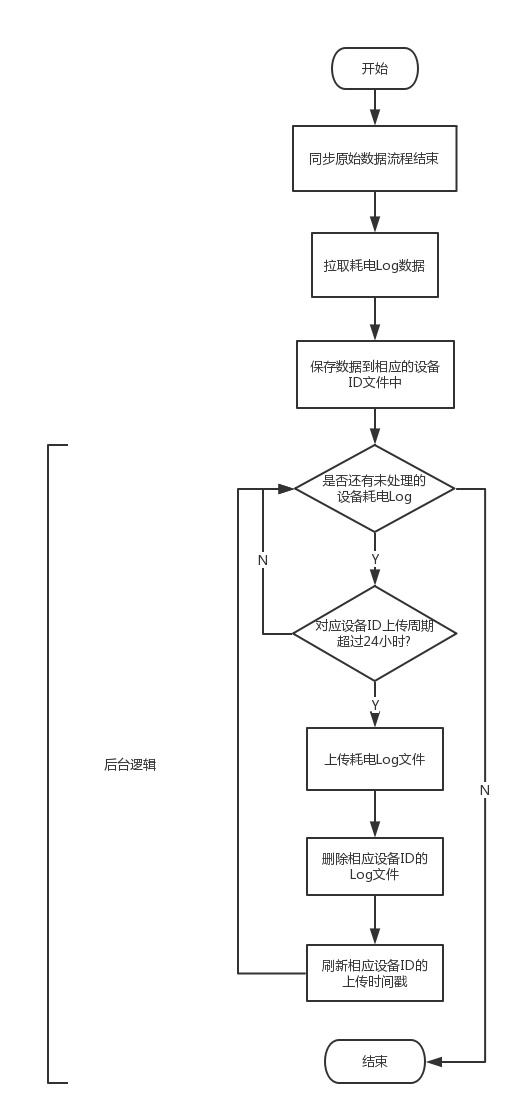 开始
同步原始数据流程结束
拉取耗电Log数据
保存数据到相应的设备
ID文件中
是否还有未处理的
设备耗电Log
N
Y
对应设备ID上传周期
超过24小时?
Y
上传耗电Log文件
后台逻辑
N
删除相应设备ID的
Log文件
刷新相应设备ID的
上传时间戳
结束